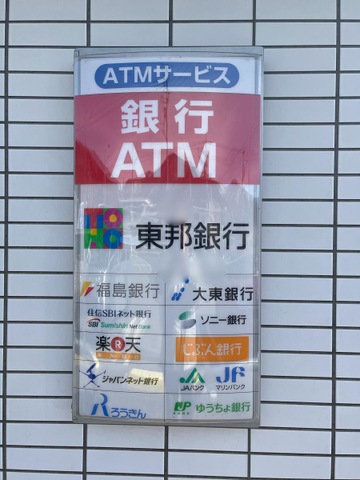 ATMサービス
銀行
ATM
TOHO 東邦銀行
福島銀行
大東銀行
住信SBIネット銀行
SBI Sumishin Net Bank
ソニー銀行
楽R天
じぶん銀行
ジャパンネット銀行
JA JF
JAバンク マリンバンク
ろうきん
JP ゆうちょ銀行